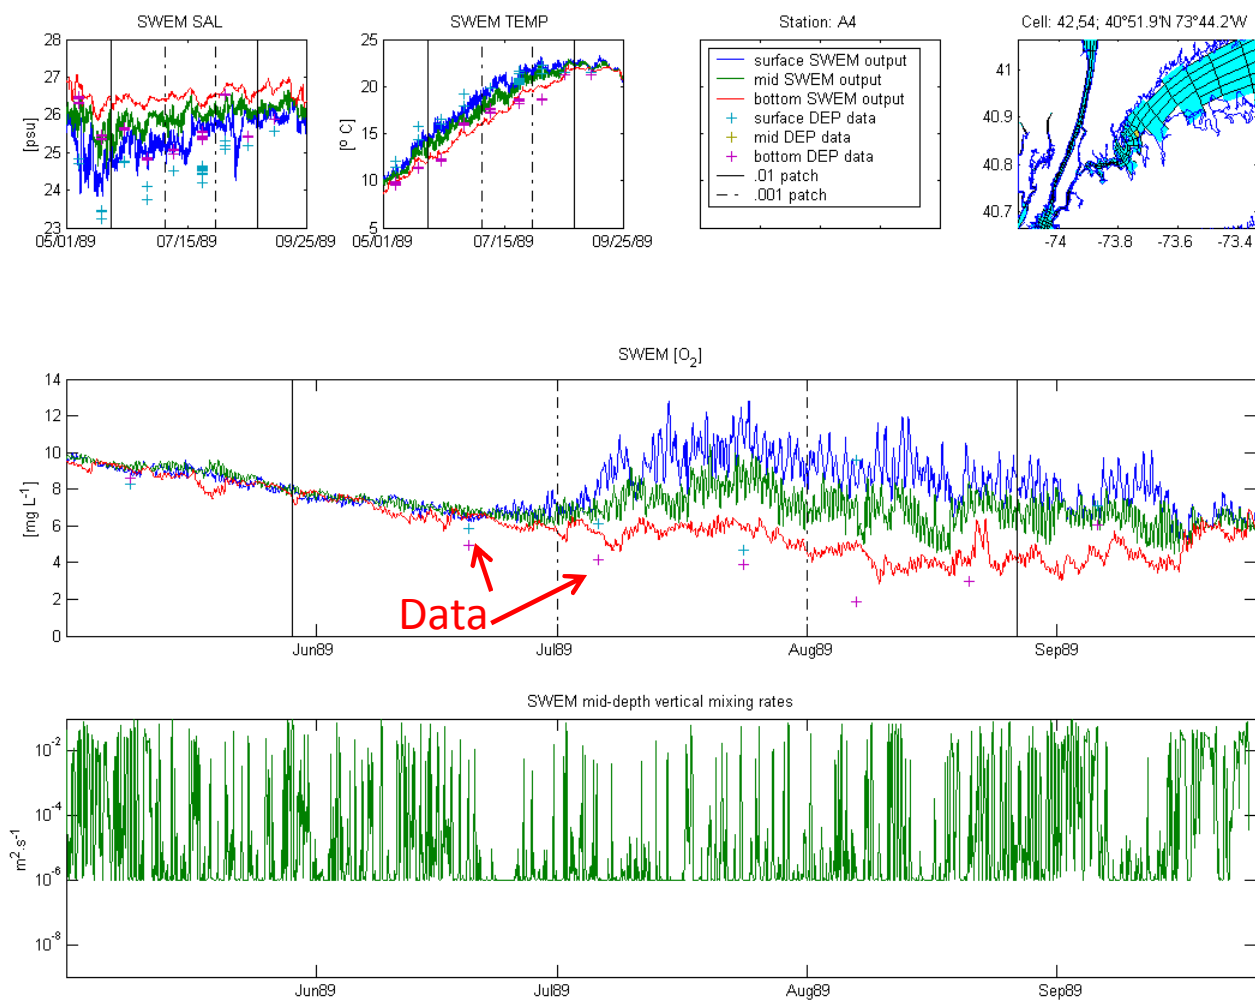 SWEM SAL
SWEM TEMP
Station: A4
Cell: 42,54; 40°51.9'N 73°44.2'W
28
27
26
25
24
23
[psu]
05/01/89
07/15/89
09/25/89
25
20
15
10
5
[º C]
05/01/89
07/15/89
09/25/89
surface SWEM output
mid SWEM output
bottom SWEM output
surface DEP data
mid DEP data
bottom DEP data
.01 patch
.001 patch
41
40.9
40.8
40.7
-74
-73.8
-73.6
-73.4
SWEM [O2]
14
12
10
8
6
4
2
0
[mg L-1]
Data
Jun89
Jul89
Aug89
Sep89
SWEM mid-depth vertical mixing rates
10-2
10-4
10-6
10-8
m2.s-1
Jun89
Jul89
Aug89
Sep89